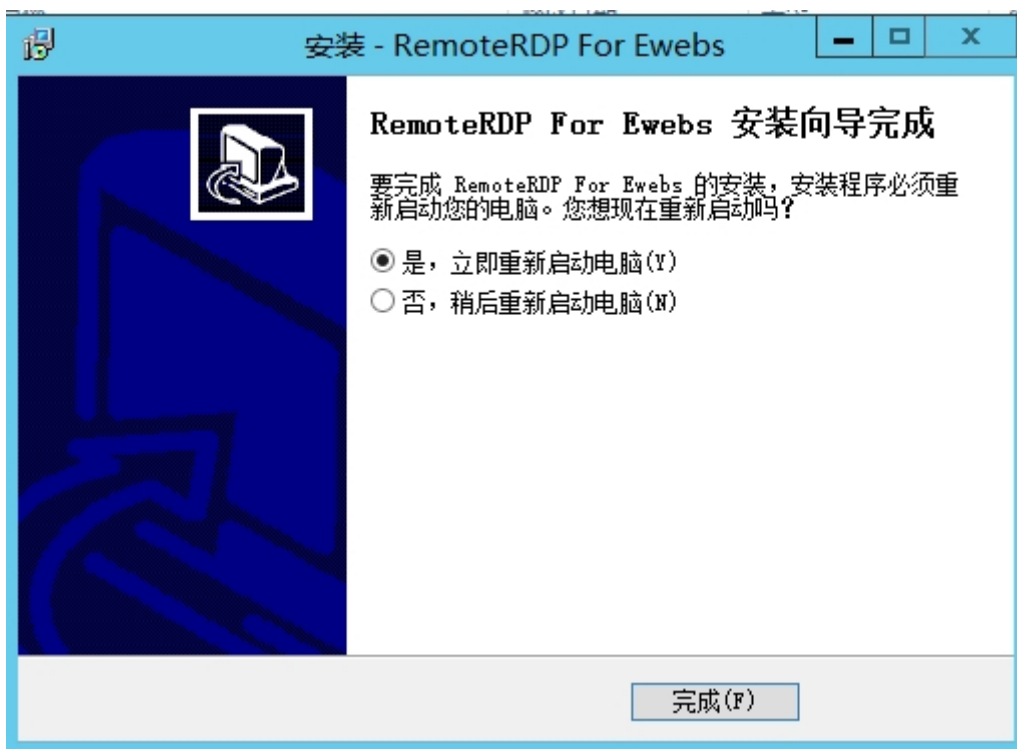 安装 - RemoteRDP For Ewebs
RemoteRDP For Ewebs 安装向导完成
要完成 RemoteRDP For Ewebs 的安装，安装程序必须重
新启动您的电脑。您想现在重新启动吗？
是，立即重新启动电脑(Y)
否，稍后重新启动电脑(N)
完成(F)